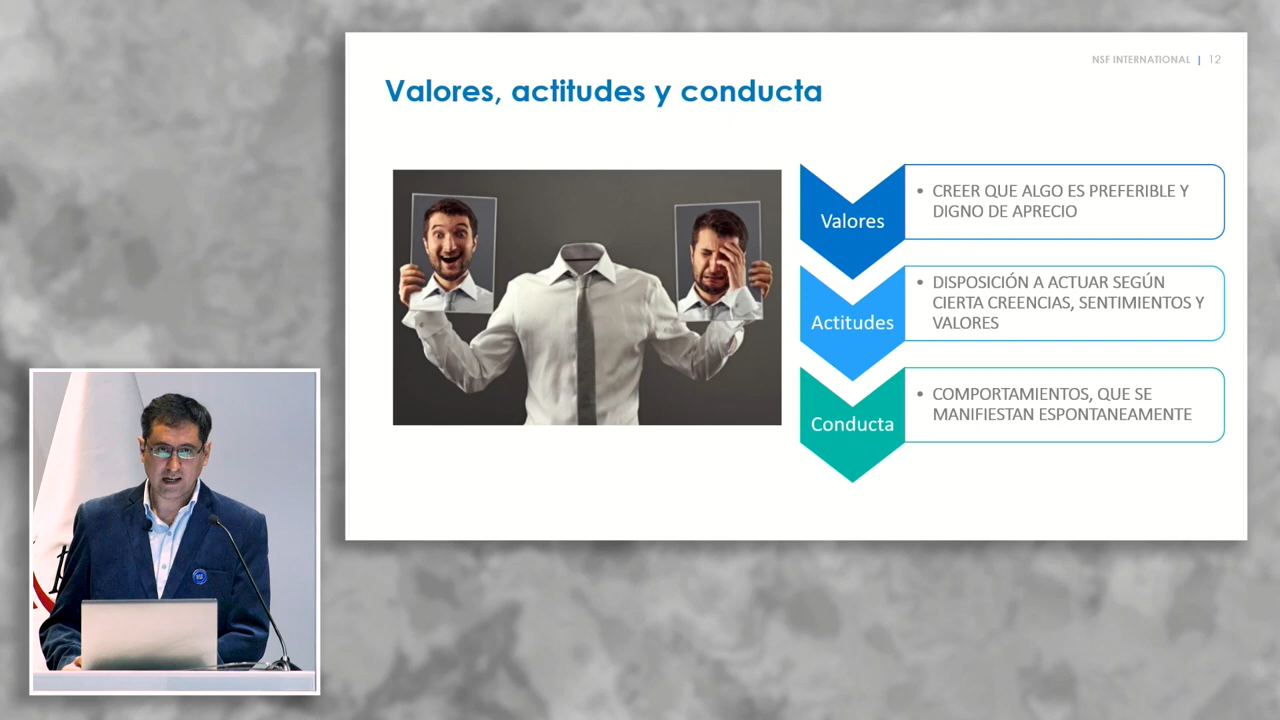 NSF INTERNATIONAL | 12
Valores, actitudes y conducta
Valores
• CREER QUE ALGO ES PREFERIBLE Y
DIGNO DE APRECIO
Actitudes
• DISPOSICIÓN A ACTUAR SEGÚN
CIERTA CREENCIAS, SENTIMIENTOS Y
VALORES
Conducta
• COMPORTAMIENTOS, QUE SE
MANIFIESTAN ESPONTANEAMENTE